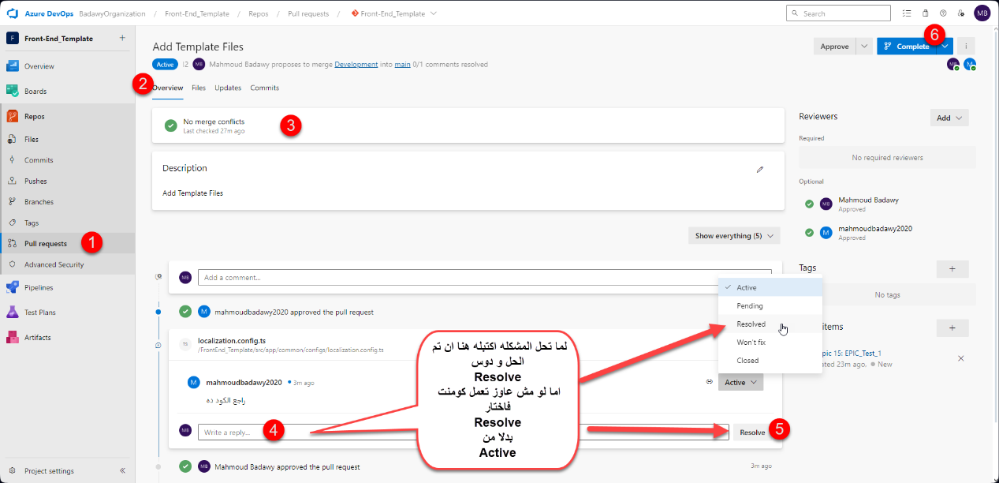 Azure DevOps BadawyOrganization / Front-End_Template / Repos / Pull requests / Front-End_Template
Search
MB
F Front-End_Template +
Overview
Boards
Repos
Files
Commits
Pushes
Branches
Tags
Pull requests
1
Advanced Security
Pipelines
Test Plans
Artifacts
Project settings
Add Template Files
Active 12 MB Mahmoud Badawy proposes to merge Development into main 0/1 comments resolved
Approve
Complete
6
MB M
2
Overview Files Updates Commits
No merge conflicts
Last checked 27m ago
3
Description
Add Template Files
Show everything (5)
MB Add a comment...
M mahmoudbadawy2020 approved the pull request
TS localization.config.ts
/FrontEnd_Template/src/app/common/configs/localization.config.ts
M mahmoudbadawy2020 3m ago
راجع الكود ده
Active
MB Write a reply...
4
Resolve
5
MB Mahmoud Badawy approved the pull request
3m ago
لما تحل المشكله اكتبله هنا ان تم
الحل و دوس
Resolve
اما لو مش عاوز تعمل كومنت
فاختار
Resolve
بدلا من
Active
Active
Pending
Resolved
Won't fix
Closed
Reviewers
Add
Required
No required reviewers
Optional
MB Mahmoud Badawy
Approved
M mahmoudbadawy2020
Approved
Tags
+
No tags
items
+
pic 15: EPIC_Test_1
ated 23m ago, New